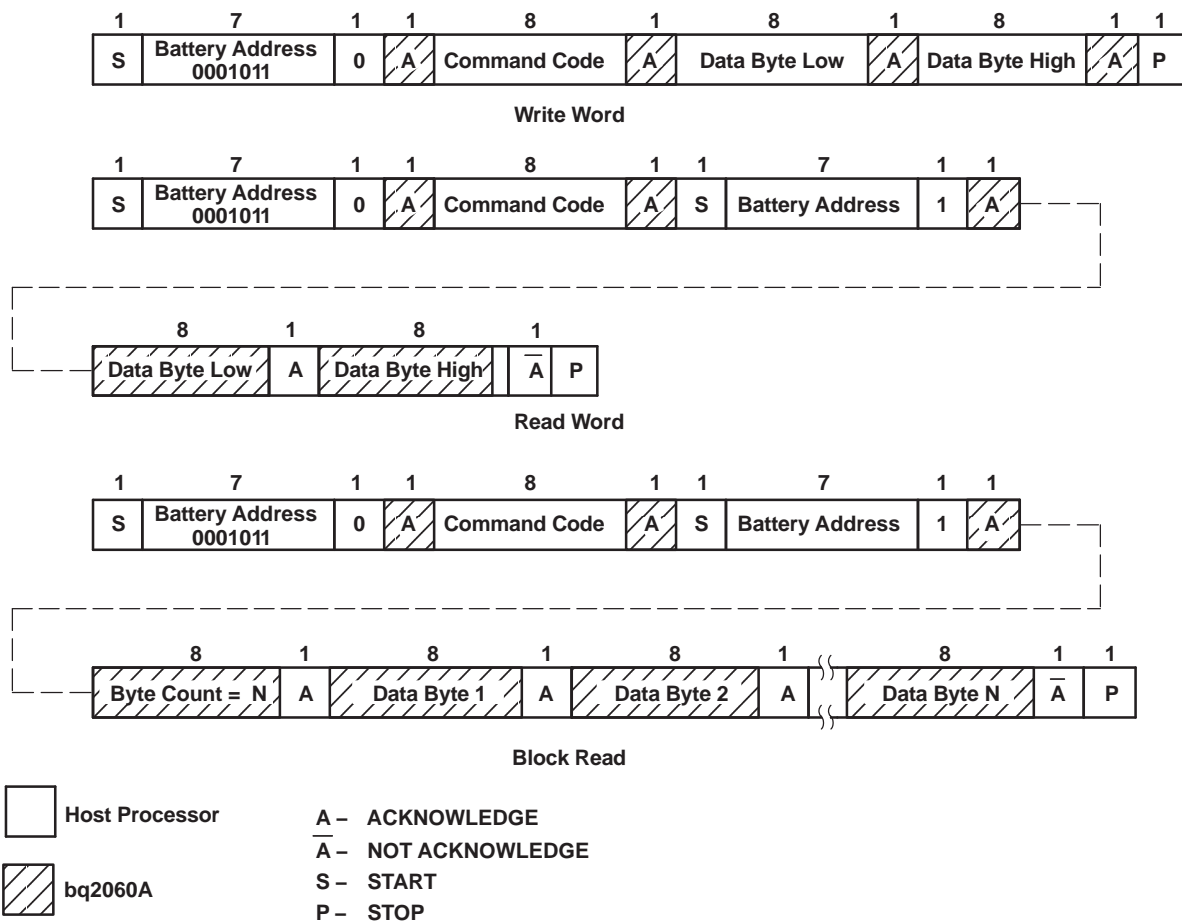 1 7 1 1 8 1 8 1 8 1 1
S Battery Address 0001011 0 A Command Code A Data Byte Low A Data Byte High A P
Write Word
1 7 1 1 8 1 1 7 1 1
S Battery Address 0001011 0 A Command Code A S Battery Address 1 A
8 1 8 1
Data Byte Low A Data Byte High A̅ P
Read Word
1 7 1 1 8 1 1 7 1 1
S Battery Address 0001011 0 A Command Code A S Battery Address 1 A
8 1 8 1 8 1 8 1 1
Byte Count = N A Data Byte 1 A Data Byte 2 A Data Byte N A̅ P
Block Read
Host Processor
bq2060A
A – ACKNOWLEDGE
A̅ – NOT ACKNOWLEDGE
S – START
P – STOP